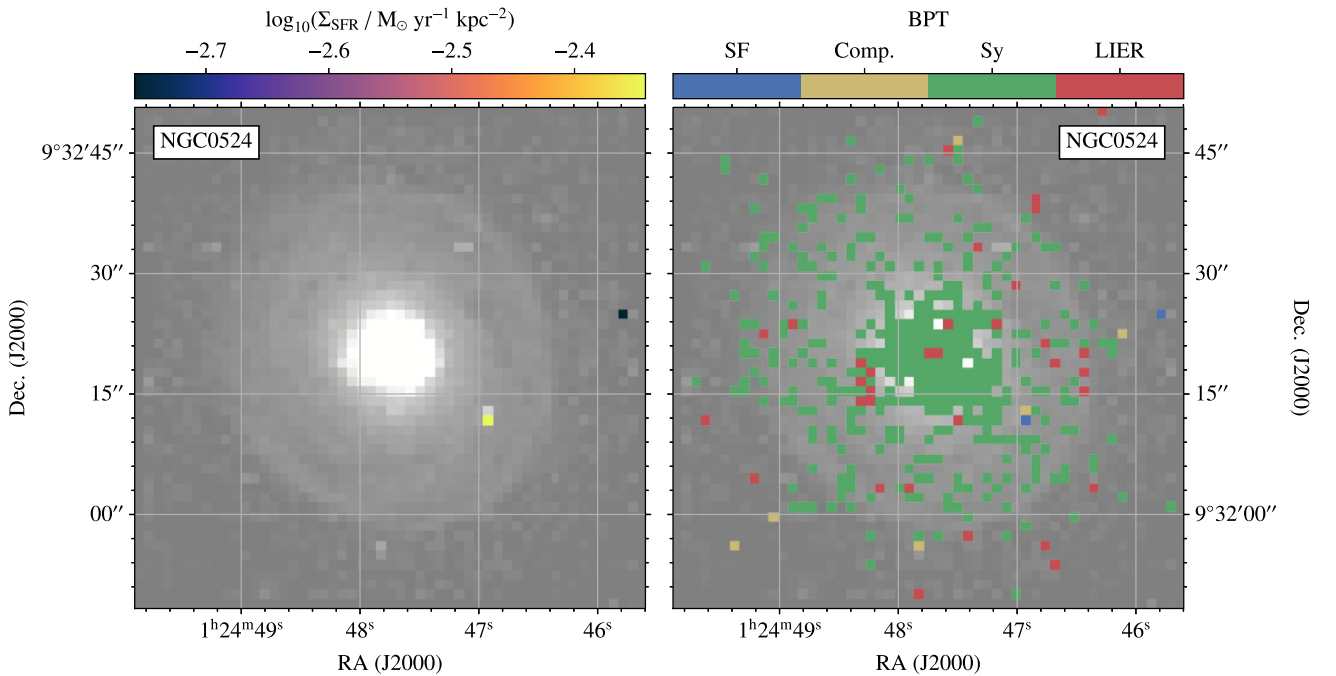 log₁₀(Σ_SFR / M_⊙ yr⁻¹ kpc⁻²)
−2.7 −2.6 −2.5 −2.4
BPT
SF Comp. Sy LIER
NGC0524
NGC0524
9°32′45″
30″
15″
00″
Dec. (J2000)
1ʰ24ᵐ49ˢ 48ˢ 47ˢ 46ˢ
RA (J2000)
45″
30″
15″
9°32′00″
Dec. (J2000)
1ʰ24ᵐ49ˢ 48ˢ 47ˢ 46ˢ
RA (J2000)